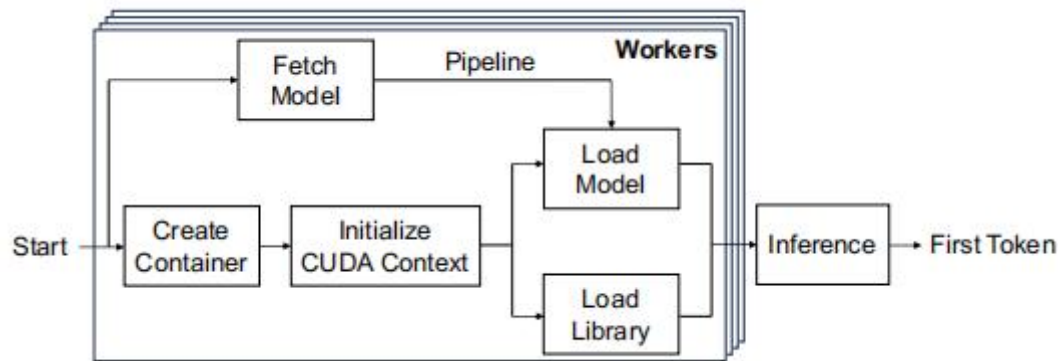 Workers
Fetch
Model
Pipeline
Load
Model
Start
Create
Container
Initialize
CUDA Context
Inference
First Token
Load
Library